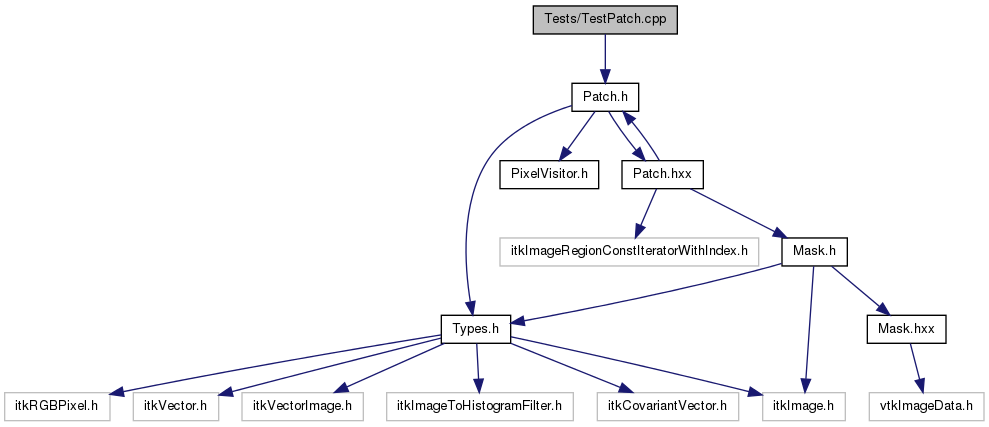 Tests/TestPatch.cpp
Patch.h
PixelVisitor.h
Patch.hxx
itkImageRegionConstIteratorWithIndex.h
Mask.h
Types.h
Mask.hxx
itkRGBPixel.h
itkVector.h
itkVectorImage.h
itkImageToHistogramFilter.h
itkCovariantVector.h
itkImage.h
vtkImageData.h